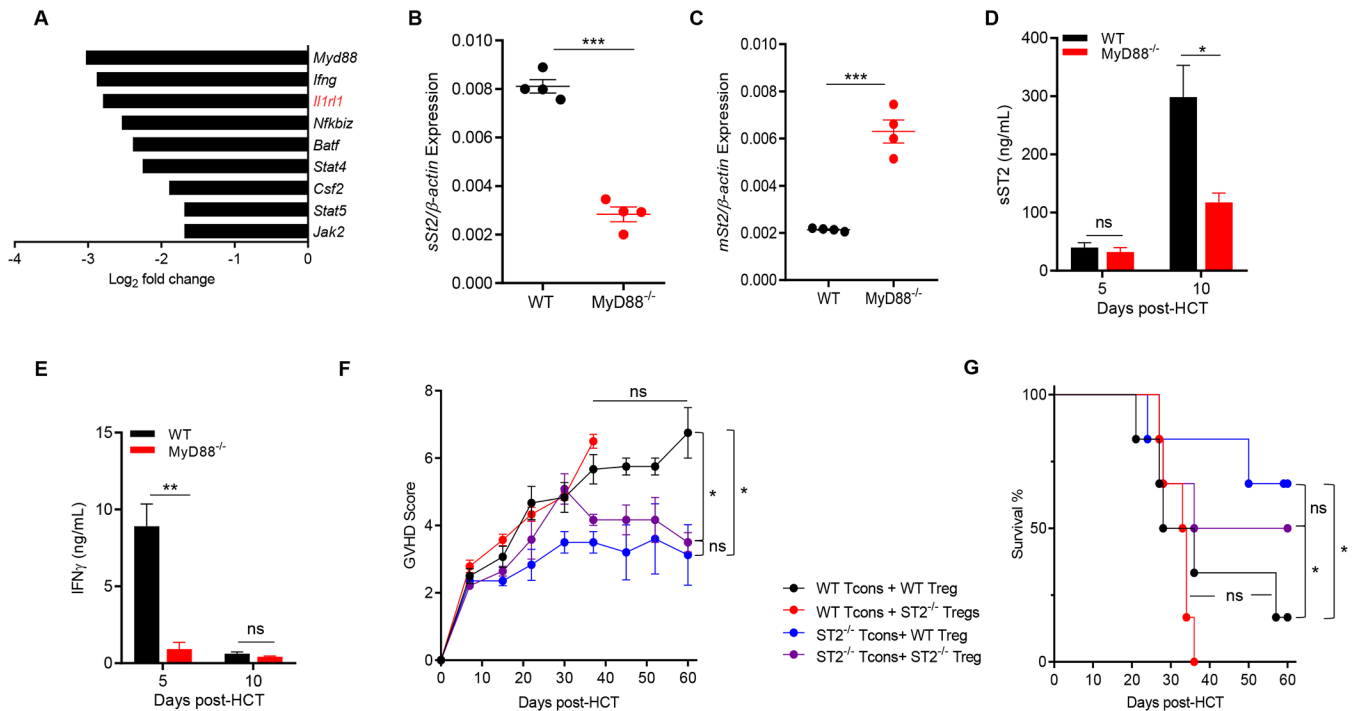 A
Myd88
Ifng
Il1rl1
Nfkbiz
Batf
Stat4
Csf2
Stat5
Jak2
-4 -3 -2 -1 0
Log2 fold change
B
0.010
0.008
0.006
0.004
0.002
0.000
sSt2/β-actin Expression
***
WT MyD88-/-
C
0.010
0.008
0.006
0.004
0.002
0.000
mSt2/β-actin Expression
***
WT MyD88-/-
D
WT
MyD88-/-
400
300
200
100
0
sST2 (ng/mL)
ns
*
5 10
Days post-HCT
E
WT
MyD88-/-
15
10
5
0
IFNγ (ng/mL)
**
ns
5 10
Days post-HCT
F
8
6
4
2
0
GVHD Score
ns
*
*
ns
0 10 20 30 40 50 60
Days post-HCT
WT Tcons + WT Treg
WT Tcons + ST2-/- Tregs
ST2-/- Tcons+ WT Treg
ST2-/- Tcons+ ST2-/- Treg
G
100
50
0
Survival %
ns
ns
*
*
0 10 20 30 40 50 60
Days post-HCT